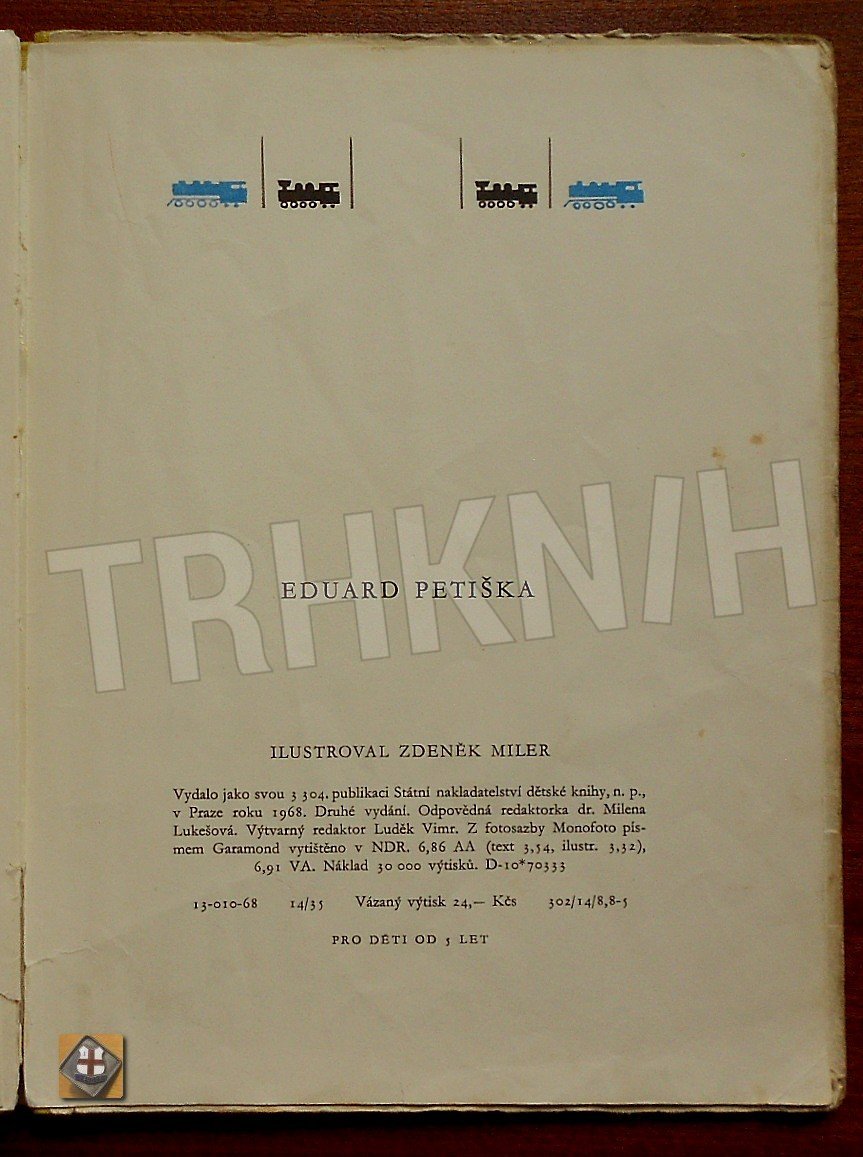 TRHKNIH
EDUARD PETIŠKA
ILUSTROVAL ZDENĚK MILER
Vydalo jako svou 3 304. publikaci Státní nakladatelství dětské knihy, n. p.,
v Praze roku 1968. Druhé vydání. Odpovědná redaktorka dr. Milena
Lukešová. Výtvarný redaktor Luděk Vimr. Z fotosazby Monofoto pís-
mem Garamond vytištěno v NDR. 6,86 AA (text 3,54, ilustr. 3,32),
6,91 VA. Náklad 30 000 výtisků. D-10*70333
13-010-68 14/35 Vázaný výtisk 24,— Kčs 302/14/8,8-5
PRO DĚTI OD 5 LET